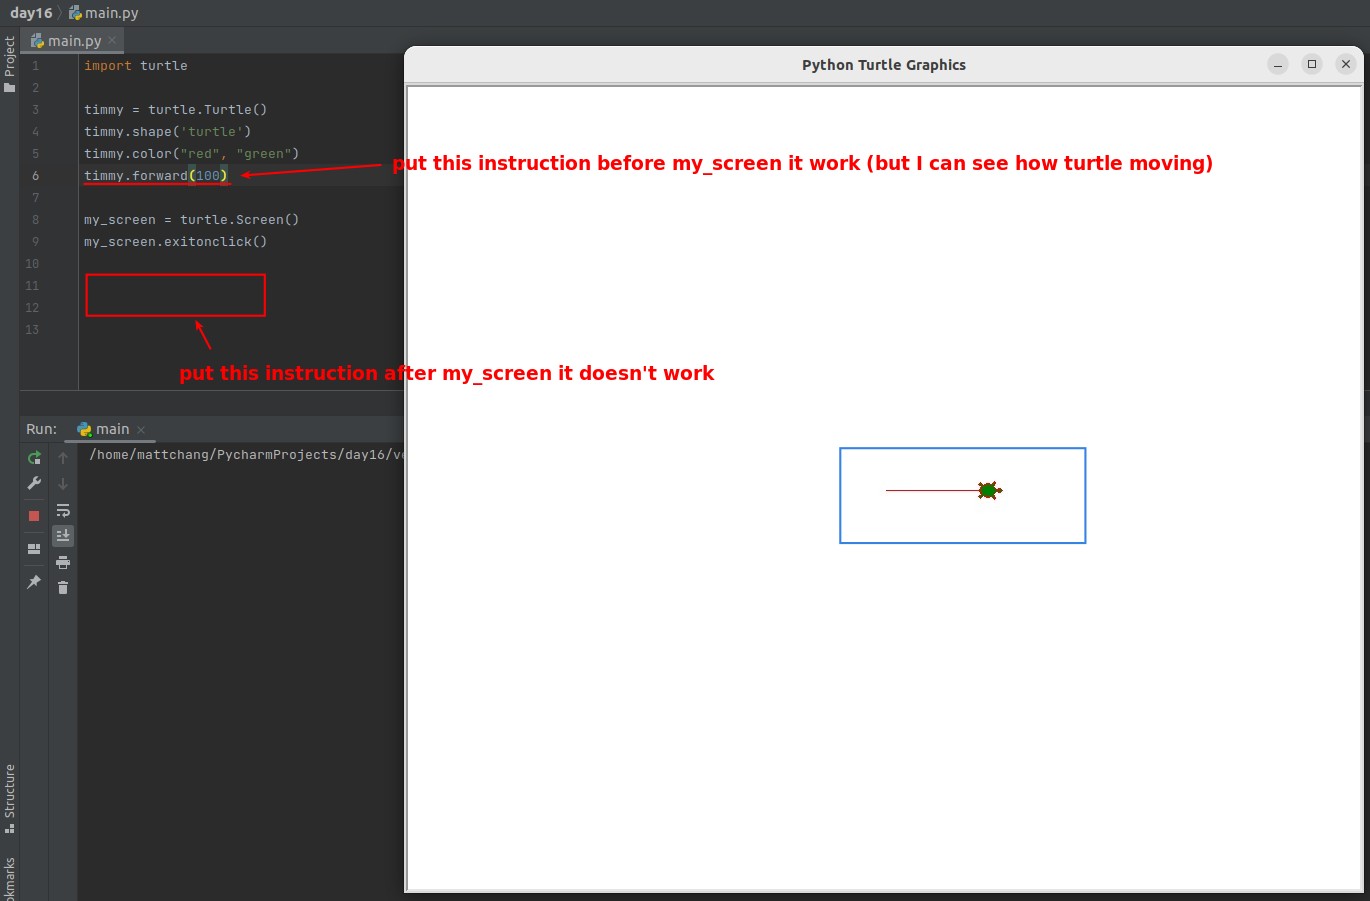 day16 main.py
Project
main.py
1 import turtle
2
3 timmy = turtle.Turtle()
4 timmy.shape('turtle')
5 timmy.color("red", "green")
6 timmy.forward(100)
7
8 my_screen = turtle.Screen()
9 my_screen.exitonclick()
10
11
12
13
Python Turtle Graphics
put this instruction before my_screen it work (but I can see how turtle moving)
put this instruction after my_screen it doesn't work
Run: main
/home/mattchang/PycharmProjects/day16/ve
Structure
okmarks